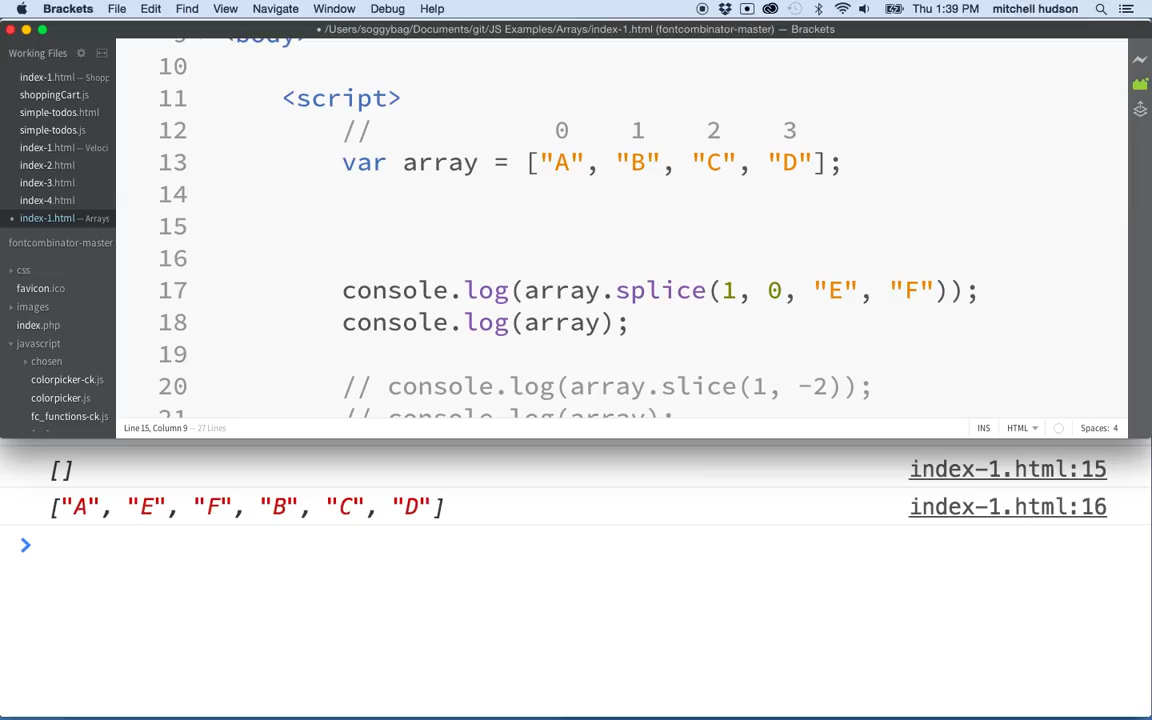 Brackets File Edit Find View Navigate Window Debug Help Thu 1:39 PM mitchell hudson
• /Users/soggybag/Documents/git/JS Examples/Arrays/index-1.html (fontcombinator-master) — Brackets
Working Files
index-1.html — Shopp
shoppingCart.js
simple-todos.html
simple-todos.js
index-1.html — Veloci
index-2.html
index-3.html
index-4.html
• index-1.html — Arrays
fontcombinator-master
css
favicon.ico
images
index.php
javascript
chosen
colorpicker-ck.js
colorpicker.js
fc_functions-ck.js
9 <body>
10
11 <script>
12 // 0 1 2 3
13 var array = ["A", "B", "C", "D"];
14
15
16
17 console.log(array.splice(1, 0, "E", "F"));
18 console.log(array);
19
20 // console.log(array.slice(1, -2));
21 // console.log(array);
Line 15, Column 9 — 27 Lines INS HTML Spaces: 4
[] index-1.html:15
["A", "E", "F", "B", "C", "D"] index-1.html:16
>